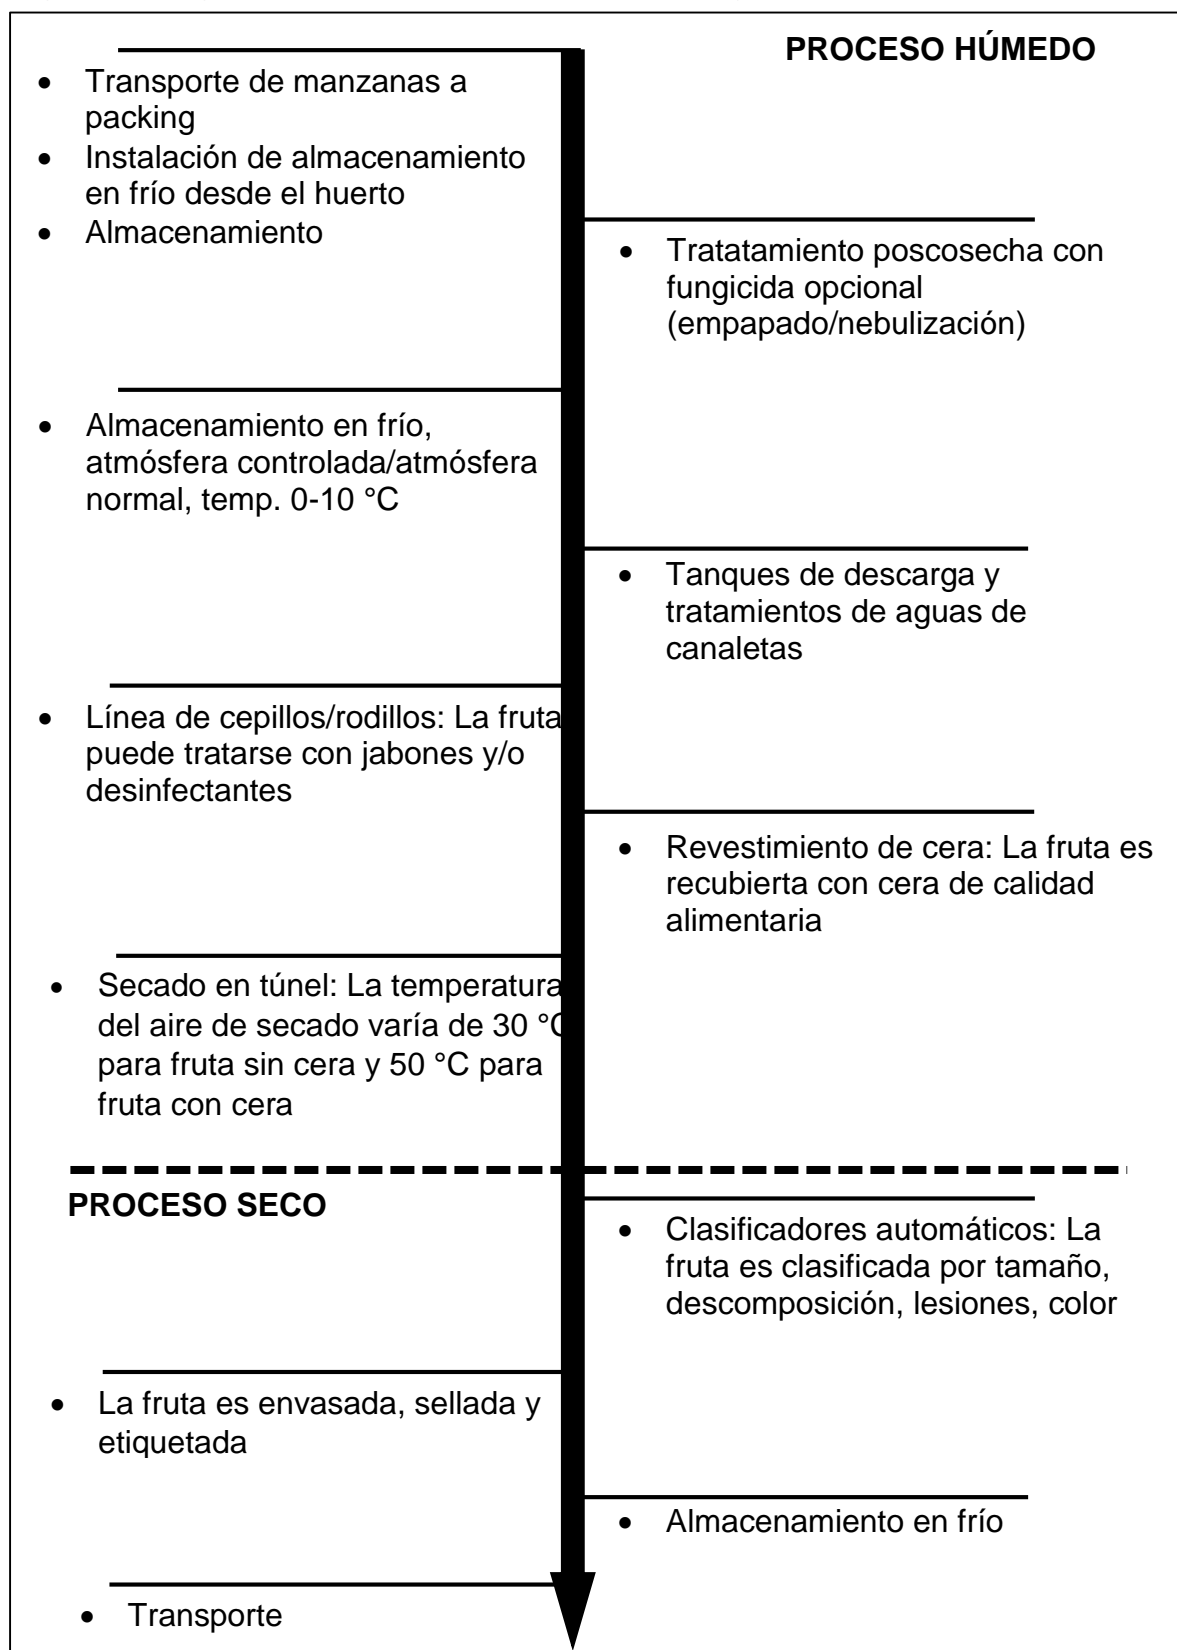 PROCESO HÚMEDO
• Transporte de manzanas a
packing
• Instalación de almacenamiento
en frío desde el huerto
• Almacenamiento
• Tratatamiento poscosecha con
fungicida opcional
(empapado/nebulización)
• Almacenamiento en frío,
atmósfera controlada/atmósfera
normal, temp. 0-10 °C
• Tanques de descarga y
tratamientos de aguas de
canaletas
• Línea de cepillos/rodillos: La fruta
puede tratarse con jabones y/o
desinfectantes
• Revestimiento de cera: La fruta es
recubierta con cera de calidad
alimentaria
• Secado en túnel: La temperatura
del aire de secado varía de 30 °C
para fruta sin cera y 50 °C para
fruta con cera
PROCESO SECO
• Clasificadores automáticos: La
fruta es clasificada por tamaño,
descomposición, lesiones, color
• La fruta es envasada, sellada y
etiquetada
• Almacenamiento en frío
• Transporte